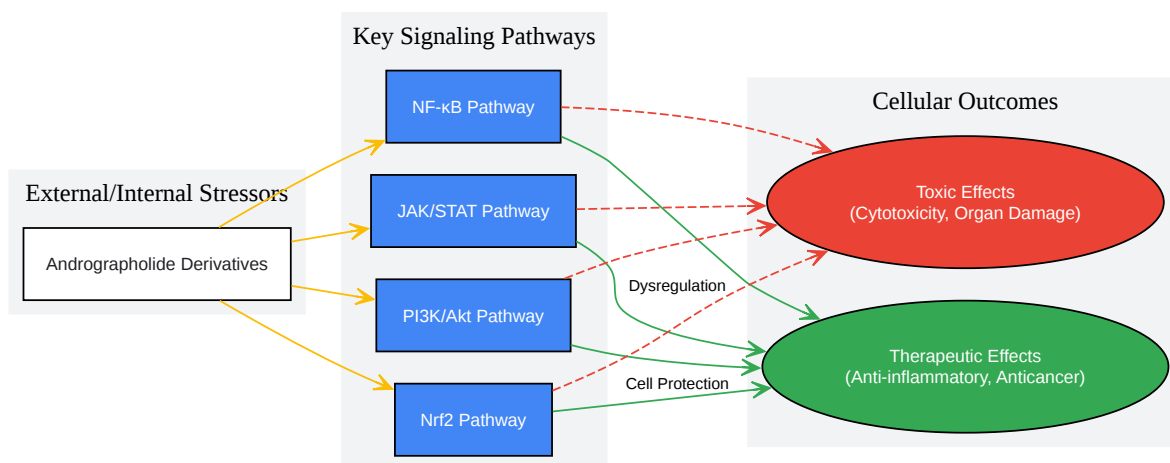 Key Signaling Pathways
NF-κB Pathway
Cellular Outcomes
External/Internal Stressors
JAK/STAT Pathway
Toxic Effects
(Cytotoxicity, Organ Damage)
Andrographolide Derivatives
Dysregulation
PI3K/Akt Pathway
Therapeutic Effects
(Anti-inflammatory, Anticancer)
Cell Protection
Nrf2 Pathway